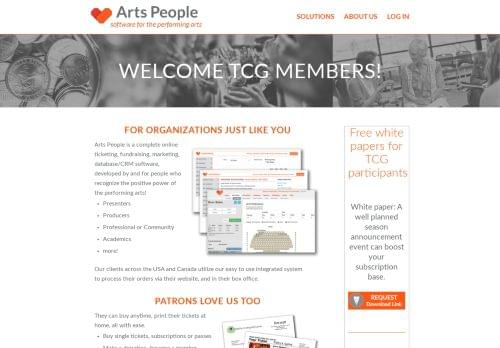 Arts People
software for the performing arts
SOLUTIONS ABOUT US LOG IN
WELCOME TCG MEMBERS!
FOR ORGANIZATIONS JUST LIKE YOU
Arts People is a complete online
ticketing, fundraising, marketing,
database/CRM software,
developed by and for people who
recognize the positive power of
the performing arts!
Presenters
Producers
Professional or Community
Academics
more!
Our clients across the USA and Canada utilize our easy to use integrated system
to process their orders via their website, and in their box office.
PATRONS LOVE US TOO
They can buy anytime, print their tickets at
home, all with ease.
Buy single tickets, subscriptions or passes
Free white
papers for
TCG
participants
White paper: A
well planned
season
announcement
event can boost
your
subscription
base.
REQUEST
Download Link